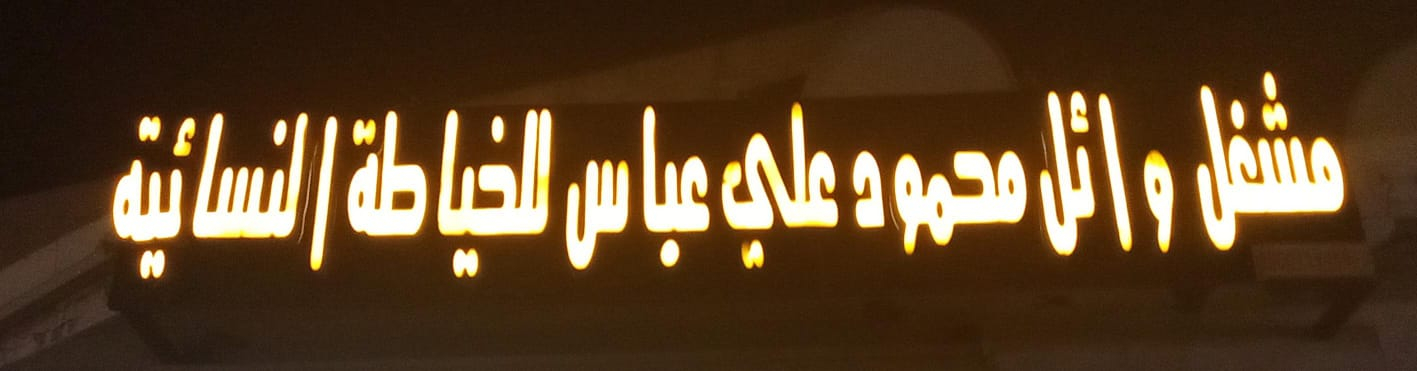 مشغل وائل محمود علي عباس للخياطة النسائية